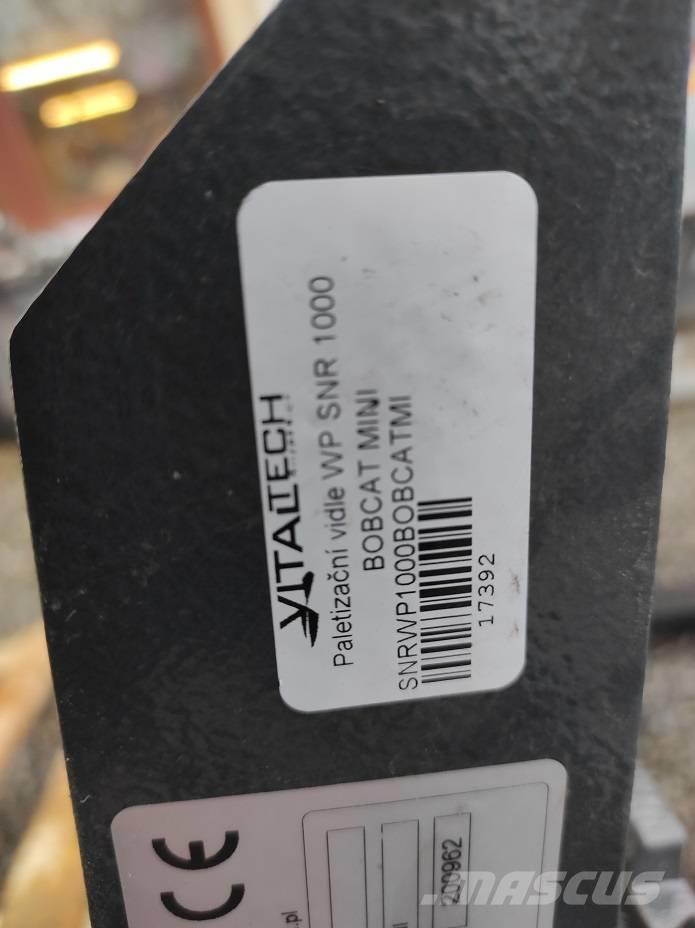 VITALTECH
Paletizační vidle WP SNR 1000
BOBCAT MINI
SNRWP1000BOBCATMI
17392
CE
.pl
200962
MASCUS